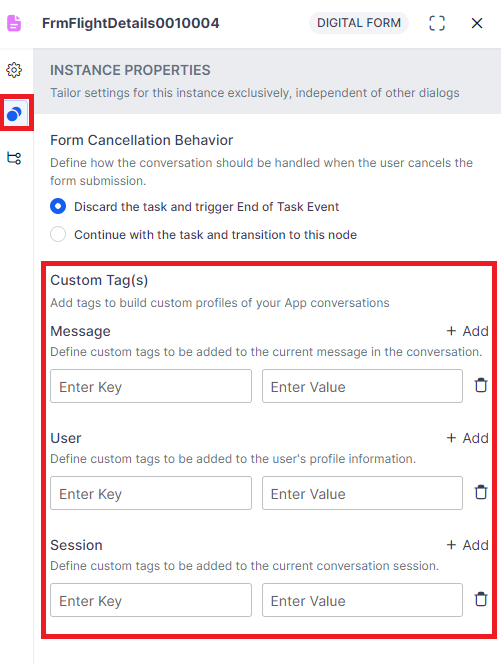 FrmFlightDetails0010004 DIGITAL FORM
INSTANCE PROPERTIES
Tailor settings for this instance exclusively, independent of other dialogs
Form Cancellation Behavior
Define how the conversation should be handled when the user cancels the
form submission.
Discard the task and trigger End of Task Event
Continue with the task and transition to this node
Custom Tag(s)
Add tags to build custom profiles of your App conversations
Message + Add
Define custom tags to be added to the current message in the conversation.
Enter Key Enter Value
User + Add
Define custom tags to be added to the user's profile information.
Enter Key Enter Value
Session + Add
Define custom tags to be added to the current conversation session.
Enter Key Enter Value